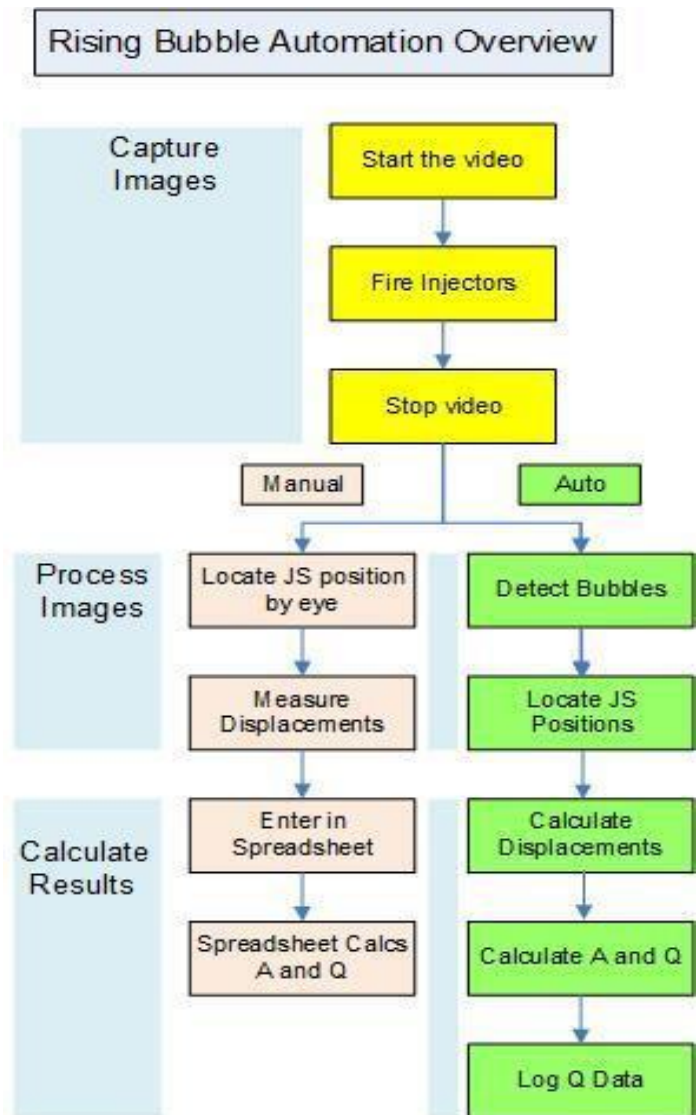 Rising Bubble Automation Overview
Capture
Images
Start the video
Fire Injectors
Stop video
Manual
Auto
Process
Images
Locate JS position
by eye
Detect Bubbles
Measure
Displacements
Locate JS
Positions
Calculate
Results
Enter in
Spreadsheet
Calculate
Displacements
Spreadsheet Calcs
A and Q
Calculate A and Q
Log Q Data